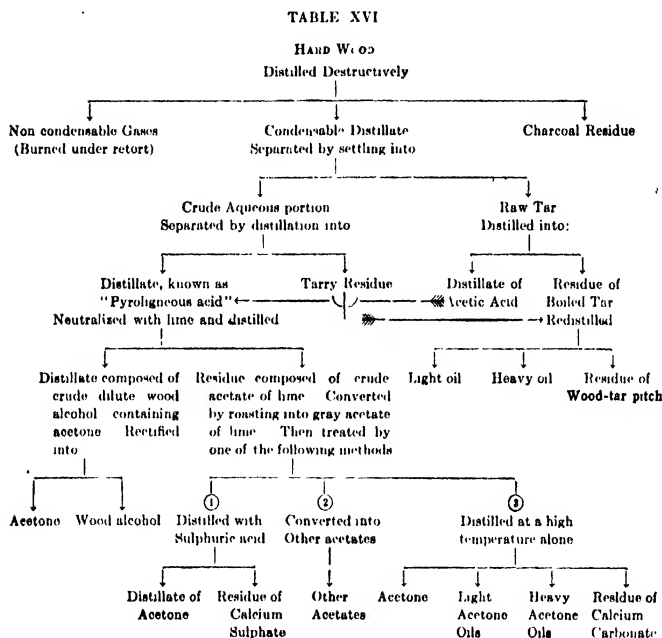 TABLE XVI
HARD WOOD
Distilled Destructively
Non condensable Gases
(Burned under retort)
Condensable Distillate
Separated by settling into
Charcoal Residue
Crude Aqueous portion
Separated by distillation into
Raw Tar
Distilled into:
Distillate, known as
"Pyroligneous acid"
Neutralized with lime and distilled
Tarry Residue
Distillate of
Acetic Acid
Residue of
Boiled Tar
Redistilled
Distillate composed of
crude dilute wood
alcohol containing
acetone Rectified
into
Residue composed of crude
acetate of lime Converted
by roasting into gray acetate
of lime Then treated by
one of the following methods
Light oil
Heavy oil
Residue of
Wood-tar pitch
Acetone
Wood alcohol
①
Distilled with
Sulphuric acid
②
Converted into
Other acetates
③
Distilled at a high
temperature alone
Distillate of
Acetone
Residue of
Calcium
Sulphate
Other
Acetates
Acetone
Light
Acetone
Oils
Heavy
Acetone
Oils
Residue of
Calcium
Carbonate